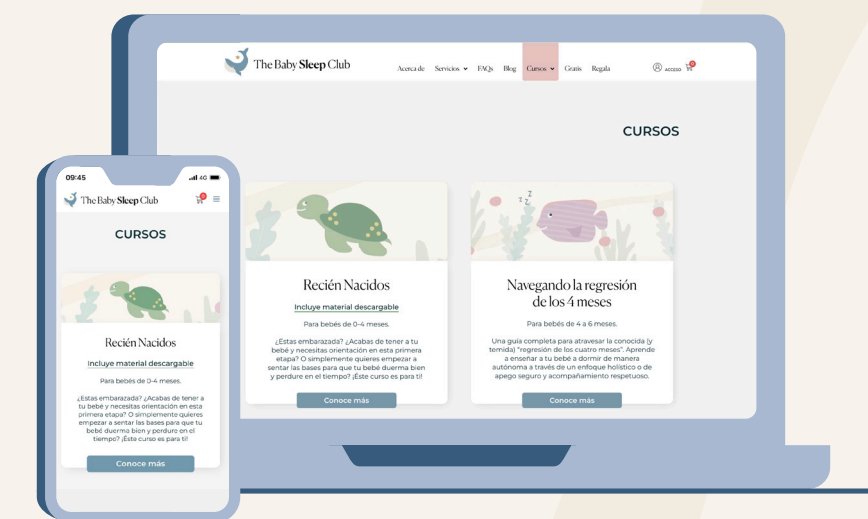 The Baby Sleep Club
Acerca de Servicios FAQs Blog Cursos Gratis Regala ACCESO 0
CURSOS
Recién Nacidos
Incluye material descargable
Para bebés de 0-4 meses.
¿Estas embarazada? ¿Acabas de tener a tu
bebé y necesitas orientación en esta primera
etapa? O simplemente quieres empezar a
sentar las bases para que tu bebé duerma bien
y perdure en el tiempo? ¡Éste curso es para ti!
Conoce más
z z z
Navegando la regresión
de los 4 meses
Para bebés de 4 a 6 meses.
Una guía completa para atravesar la conocida (y
temida) "regresión de los cuatro meses". Aprende
a enseñar a tu bebé a dormir de manera
autónoma a través de un enfoque holístico o de
apego seguro y acompañamiento respetuoso.
Conoce más
09:45 4G
The Baby Sleep Club 0
CURSOS
Recién Nacidos
Incluye material descargable
Para bebés de 0-4 meses.
¿Estas embarazada? ¿Acabas de tener a
tu bebé y necesitas orientación en esta
primera etapa? O simplemente quieres
empezar a sentar las bases para que tu
bebé duerma bien y perdure en el
tiempo? ¡Éste curso es para ti!
Conoce más